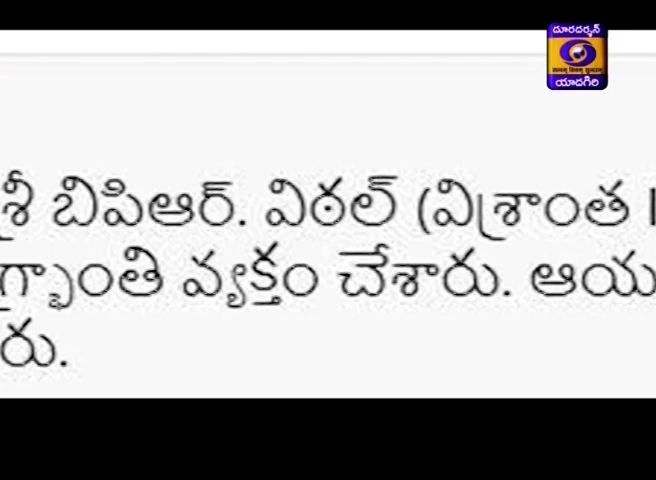 దూరదర్శన్
యాదగిరి
శ్రీ బిపిఆర్. విఠల్ (విశ్రాంత
గ్భ్రాంతి వ్యక్తం చేశారు. ఆయ
రు.